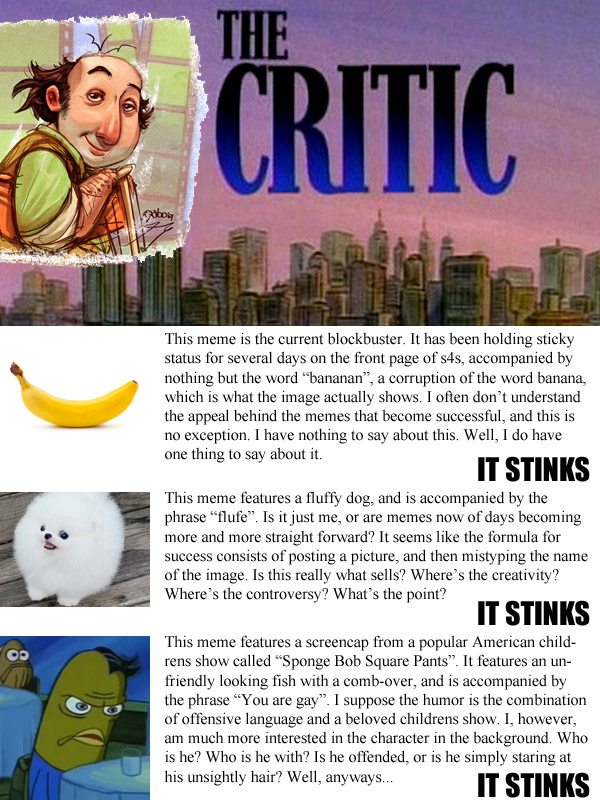 THE
CRITIC
This meme is the current blockbuster. It has been holding sticky
status for several days on the front page of s4s, accompanied by
nothing but the word “bananan”, a corruption of the word banana,
which is what the image actually shows. I often don’t understand
the appeal behind the memes that become successful, and this is
no exception. I have nothing to say about this. Well, I do have
one thing to say about it.
IT STINKS
This meme features a fluffy dog, and is accompanied by the
phrase “flufe”. Is it just me, or are memes now of days becoming
more and more straight forward? It seems like the formula for
success consists of posting a picture, and then mistyping the name
of the image. Is this really what sells? Where’s the creativity?
Where’s the controversy? What’s the point?
IT STINKS
This meme features a screencap from a popular American child-
rens show called “Sponge Bob Square Pants”. It features an un-
friendly looking fish with a comb-over, and is accompanied by
the phrase “You are gay”. I suppose the humor is the combination
of offensive language and a beloved childrens show. I, however,
am much more interested in the character in the background. Who
is he? Who is he with? Is he offended, or is he simply staring at
his unsightly hair? Well, anyways...
IT STINKS